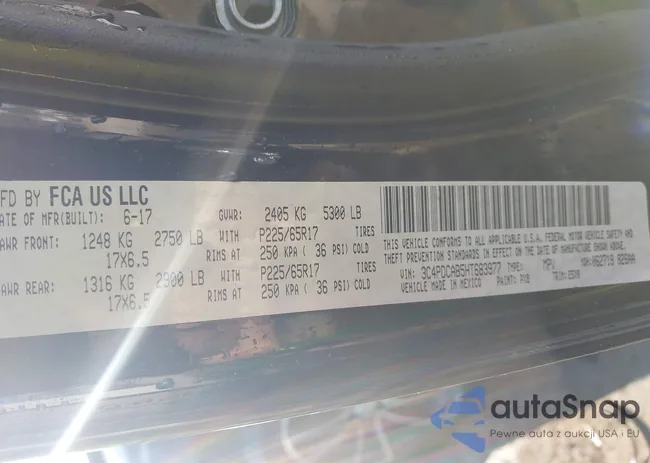 FD BY FCA US LLC
ATE OF MFR(BUILT): 6-17 GVWR: 2405 KG 5300 LB
AWR FRONT: 1248 KG 2750 LB WITH P225/65R17 TIRES
17X6.5 RIMS AT 250 KPA ( 36 PSI) COLD
AWR REAR: 1316 KG 2900 LB WITH P225/65R17 TIRES
17X6.5 RIMS AT 250 KPA ( 36 PSI) COLD
THIS VEHICLE CONFORMS TO ALL APPLICABLE U.S.A. FEDERAL MOTOR VEHICLE SAFETY AND
THEFT PREVENTION STANDARDS IN EFFECT ON THE DATE OF MANUFACTURE SHOWN ABOVE.
VIN: 3C4PDCAB5HT683977 TYPE: MPV
VEHICLE MADE IN MEXICO PAINT: TRIM:
autaSnap
Pewne auta z aukcji USA i EU